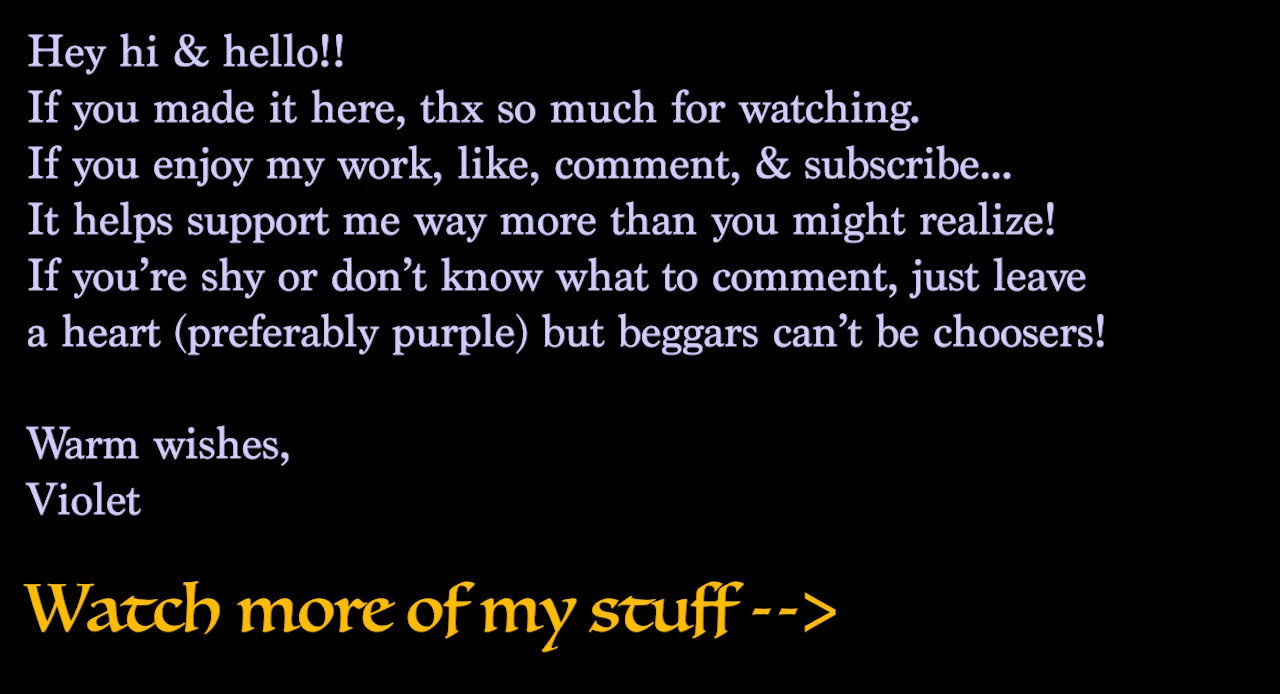 Hey hi & hello!!
If you made it here, thx so much for watching.
If you enjoy my work, like, comment, & subscribe...
It helps support me way more than you might realize!
If you’re shy or don’t know what to comment, just leave
a heart (preferably purple) but beggars can’t be choosers!
Warm wishes,
Violet
Watch more of my stuff -->